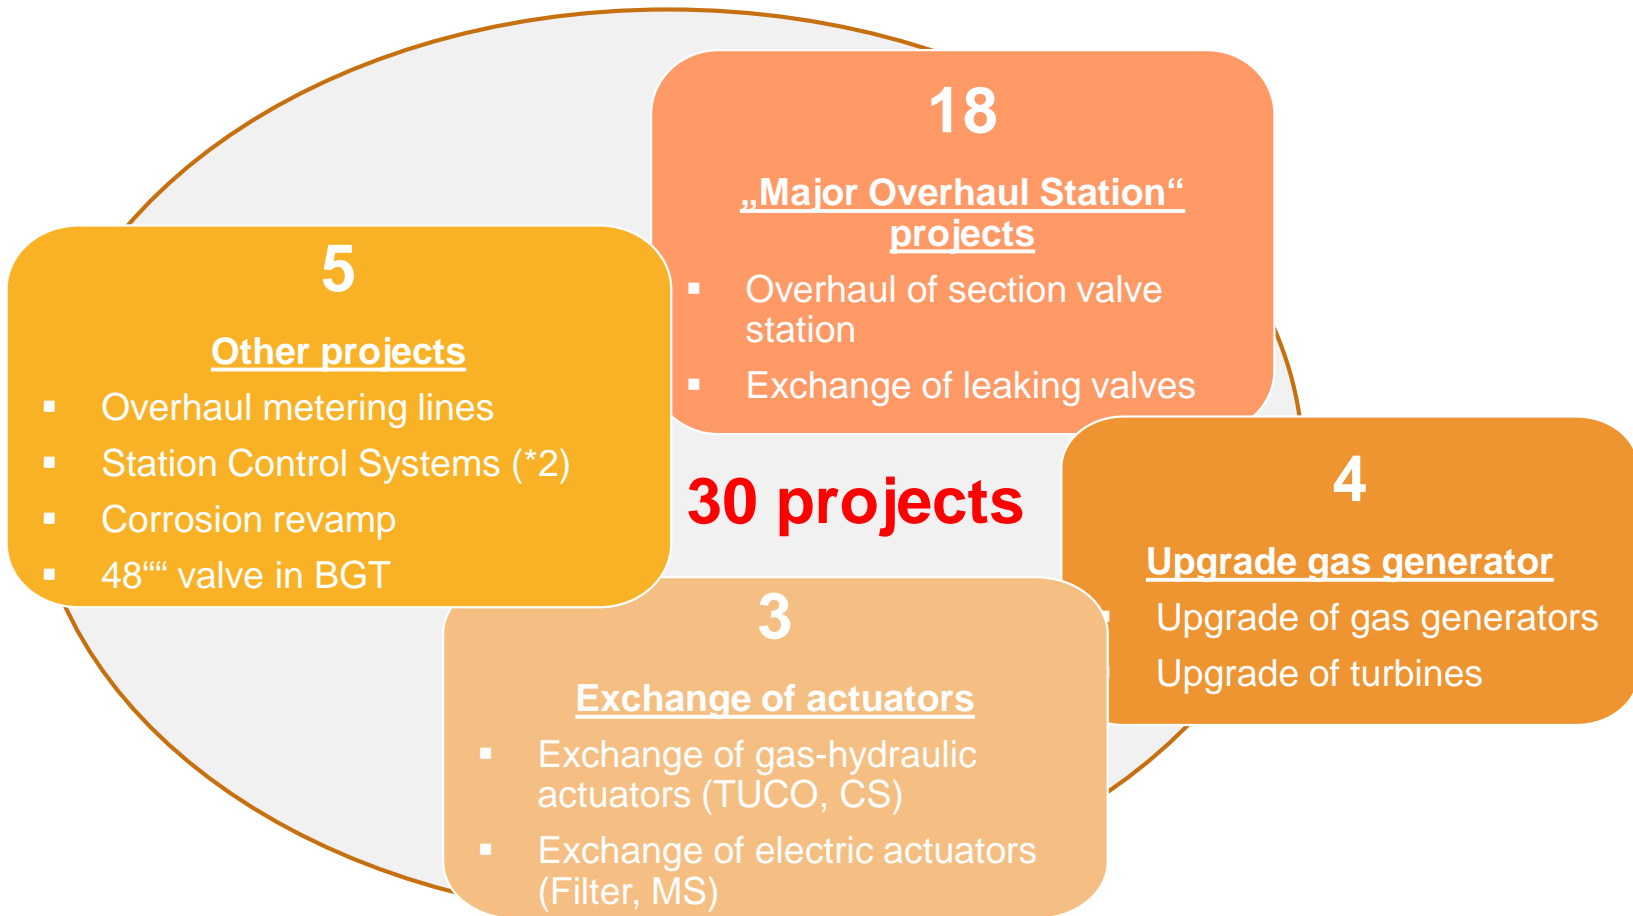 18
„Major Overhaul Station“
projects
▪ Overhaul of section valve
station
▪ Exchange of leaking valves
5
Other projects
▪ Overhaul metering lines
▪ Station Control Systems (*2)
▪ Corrosion revamp
▪ 48““ valve in BGT
30 projects
4
Upgrade gas generator
▪ Upgrade of gas generators
▪ Upgrade of turbines
3
Exchange of actuators
▪ Exchange of gas-hydraulic
actuators (TUCO, CS)
▪ Exchange of electric actuators
(Filter, MS)